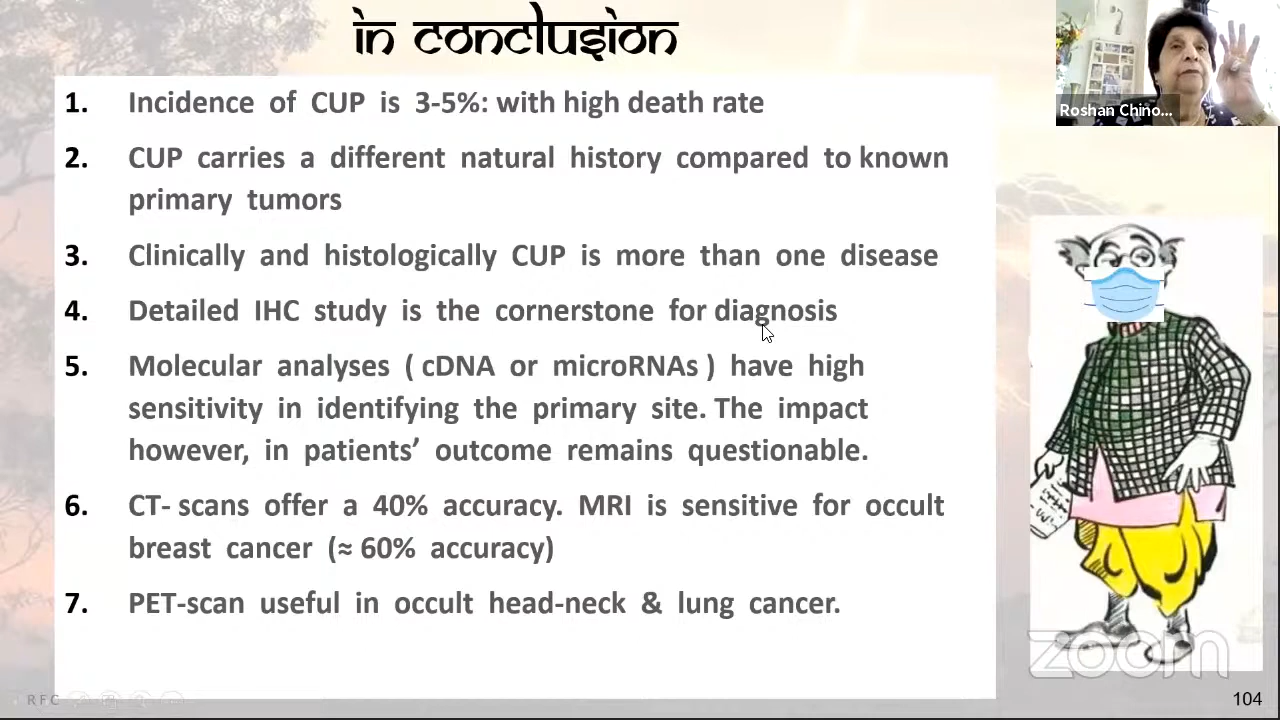 in conclusion
Roshan Chino...
1. Incidence of CUP is 3-5%: with high death rate
2. CUP carries a different natural history compared to known
primary tumors
3. Clinically and histologically CUP is more than one disease
4. Detailed IHC study is the cornerstone for diagnosis
5. Molecular analyses ( cDNA or microRNAs ) have high
sensitivity in identifying the primary site. The impact
however, in patients’ outcome remains questionable.
6. CT- scans offer a 40% accuracy. MRI is sensitive for occult
breast cancer (≈ 60% accuracy)
7. PET-scan useful in occult head-neck & lung cancer.
zoom
RFC
104